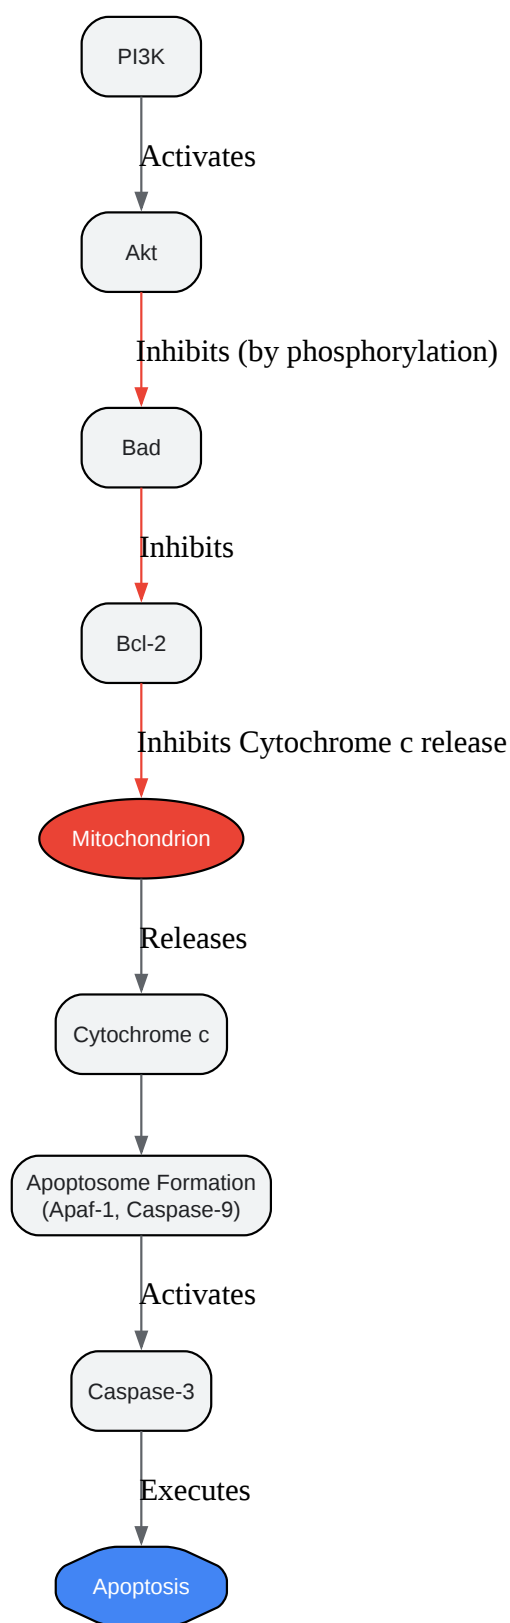 PI3K
Activates
Akt
Inhibits (by phosphorylation)
Bad
Inhibits
Bcl-2
Inhibits Cytochrome c release
Mitochondrion
Releases
Cytochrome c
Apoptosome Formation
(Apaf-1, Caspase-9)
Activates
Caspase-3
Executes
Apoptosis